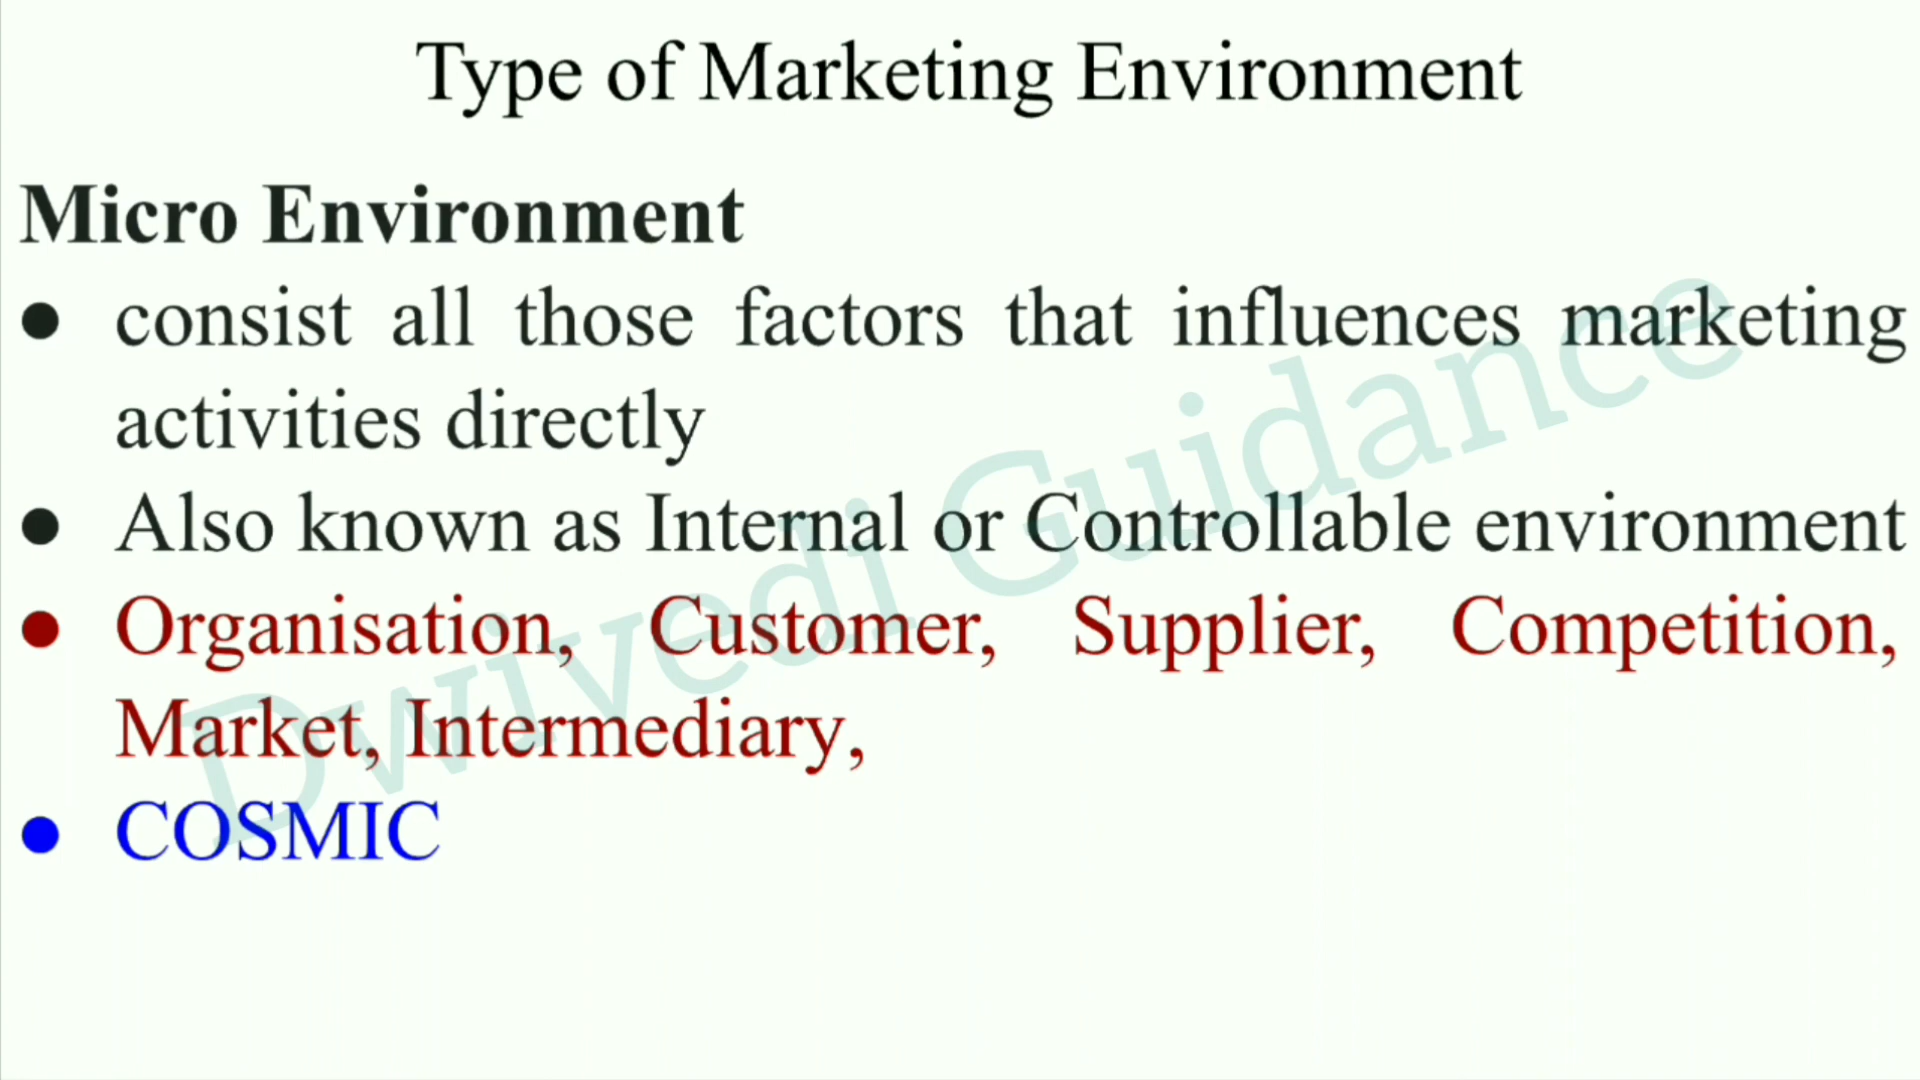 Type of Marketing Environment
Micro Environment
● consist all those factors that influences marketing
activities directly
● Also known as Internal or Controllable environment
● Organisation, Customer, Supplier, Competition,
Market, Intermediary,
● COSMIC
Dwivedi Guidance